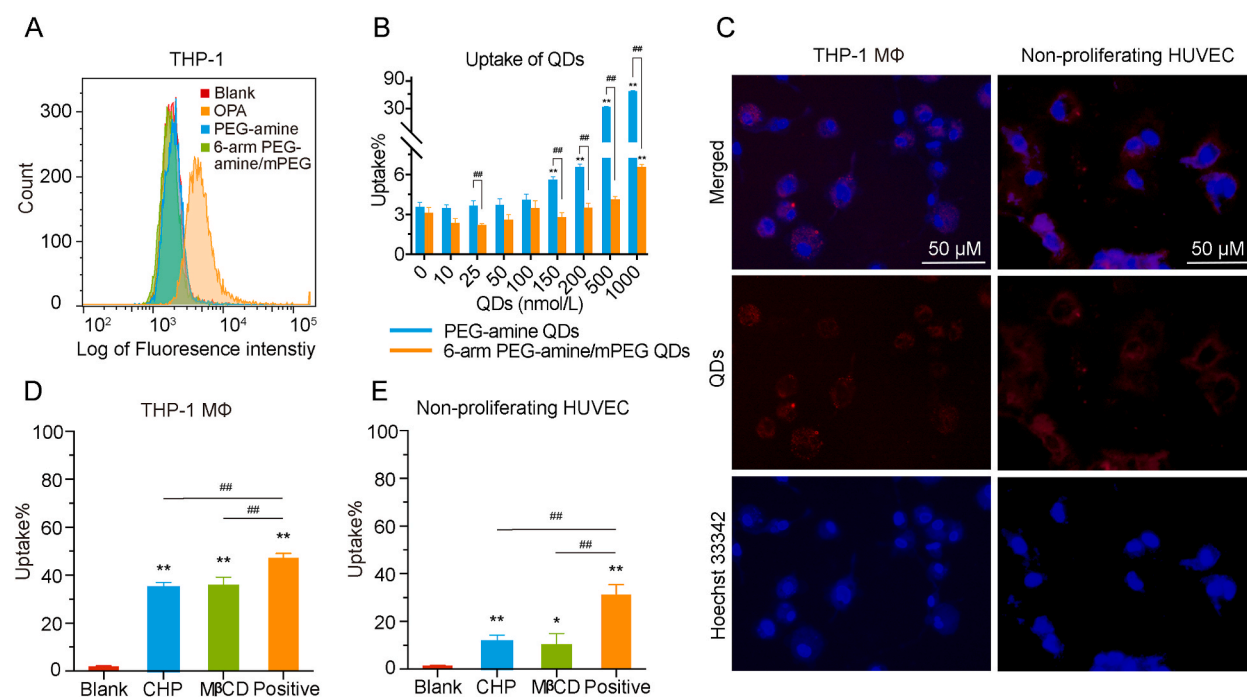 A
THP-1
Blank
OPA
PEG-amine
6-arm PEG-
amine/mPEG
300
200
100
0
Count
10² 10³ 10⁴ 10⁵
Log of Fluoresence intenstiy
B
Uptake of QDs
90
30
6
3
0
Uptake%
## ## ## ## ##
** ** ** ** **
0 10 25 50 100 150 200 500 1000
QDs (nmol/L)
PEG-amine QDs
6-arm PEG-amine/mPEG QDs
C
THP-1 MΦ
Non-proliferating HUVEC
Merged
50 µM
50 µM
QDs
Hoechst 33342
D
THP-1 MΦ
100
80
60
40
20
0
Uptake%
##
##
** ** **
Blank CHP MβCD Positive
E
Non-proliferating HUVEC
100
80
60
40
20
0
Uptake%
##
##
** * **
Blank CHP MβCD Positive